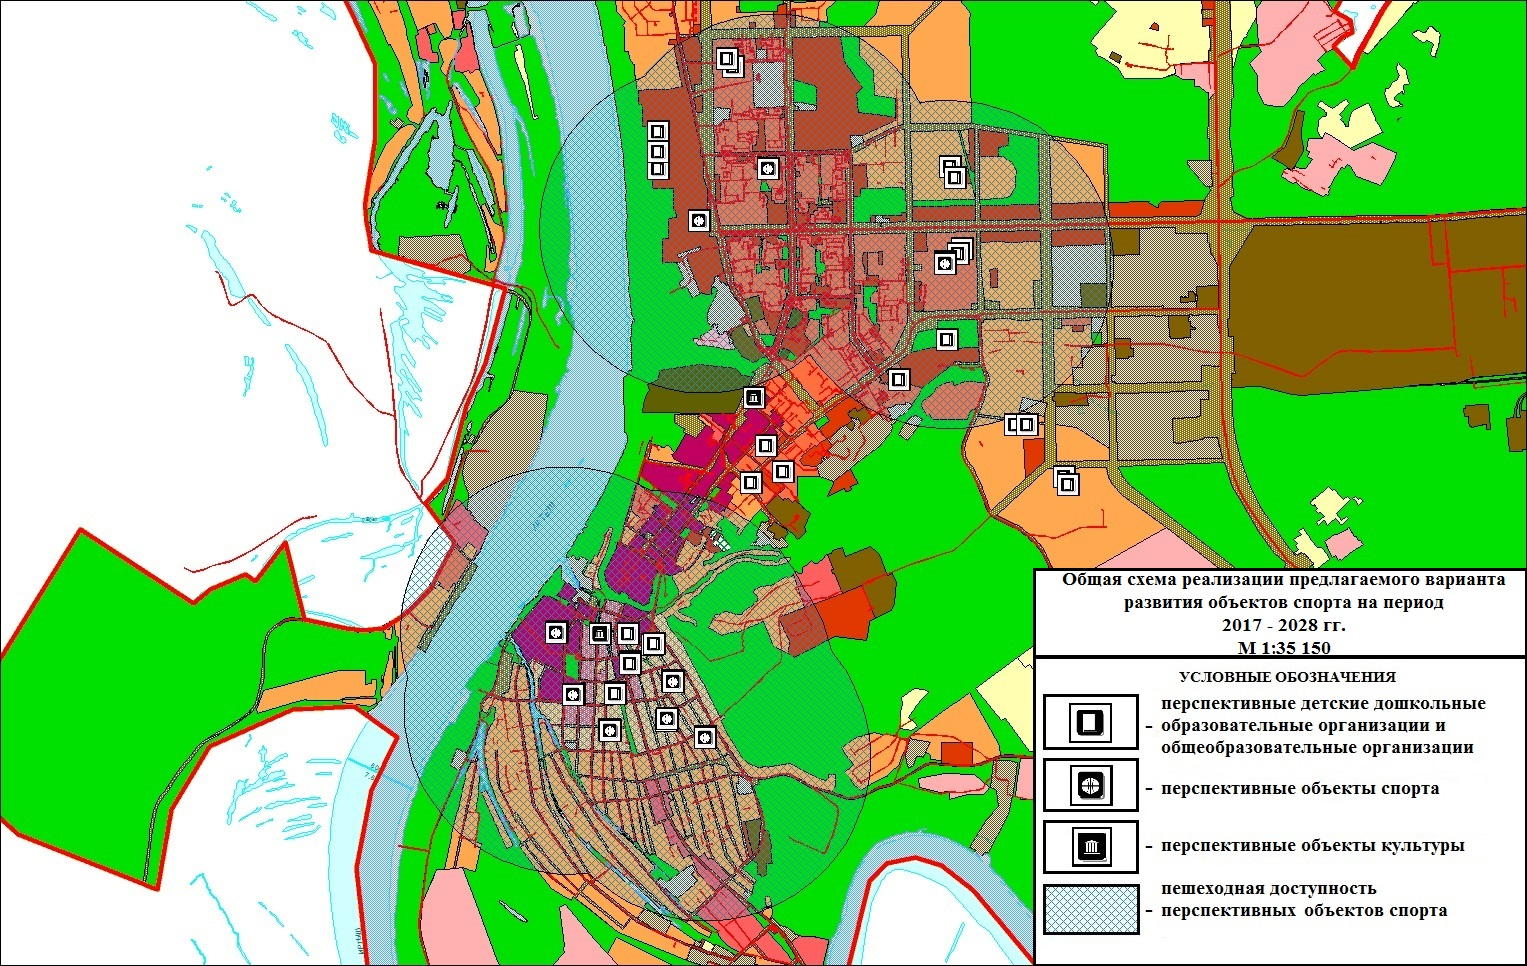 Общая схема реализации предлагаемого варианта
развития объектов спорта на период
2017 - 2028 гг.
М 1:35 150
УСЛОВНЫЕ ОБОЗНАЧЕНИЯ
перспективные детские дошкольные
- образовательные организации и
общеобразовательные организации
- перспективные объекты спорта
- перспективные объекты культуры
пешеходная доступность
- перспективных объектов спорта